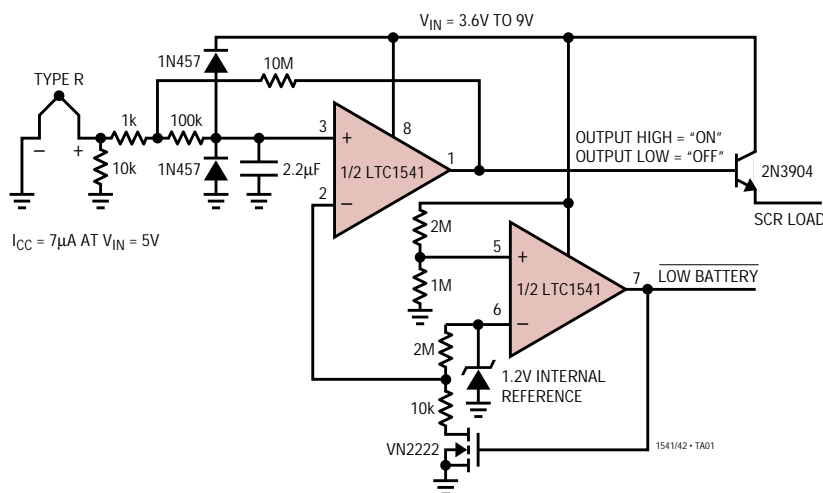 V_IN = 3.6V TO 9V
1N457
10M
TYPE R
1k
100k
3
+
8
OUTPUT HIGH = “ON”
OUTPUT LOW = “OFF”
−
+
10k
1N457
2.2µF
1/2 LTC1541
1
2N3904
2
−
SCR LOAD
I_CC = 7µA AT V_IN = 5V
2M
5
+
1M
1/2 LTC1541
7
LOW BATTERY
6
−
2M
1.2V INTERNAL
REFERENCE
10k
VN2222
1541/42 • TA01